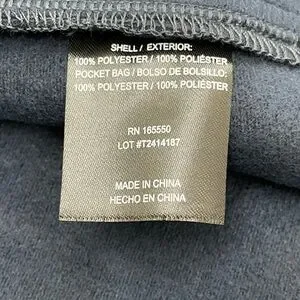 SHELL / EXTERIOR:
100% POLYESTER / 100% POLIÉSTER
POCKET BAG / BOLSO DE BOLSILLO:
100% POLYESTER / 100% POLIÉSTER
RN 165550
LOT #T2414187
MADE IN CHINA
HECHO EN CHINA